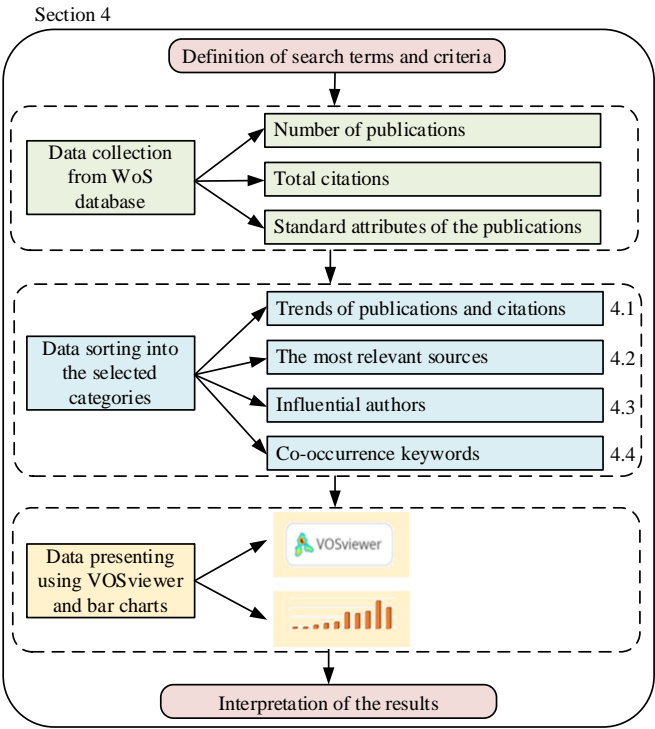 Section 4
Definition of search terms and criteria
Data collection
from WoS
database
Number of publications
Total citations
Standard attributes of the publications
Data sorting into
the selected
categories
Trends of publications and citations 4.1
The most relevant sources 4.2
Influential authors 4.3
Co-occurrence keywords 4.4
Data presenting
using VOSviewer
and bar charts
VOSviewer
Interpretation of the results